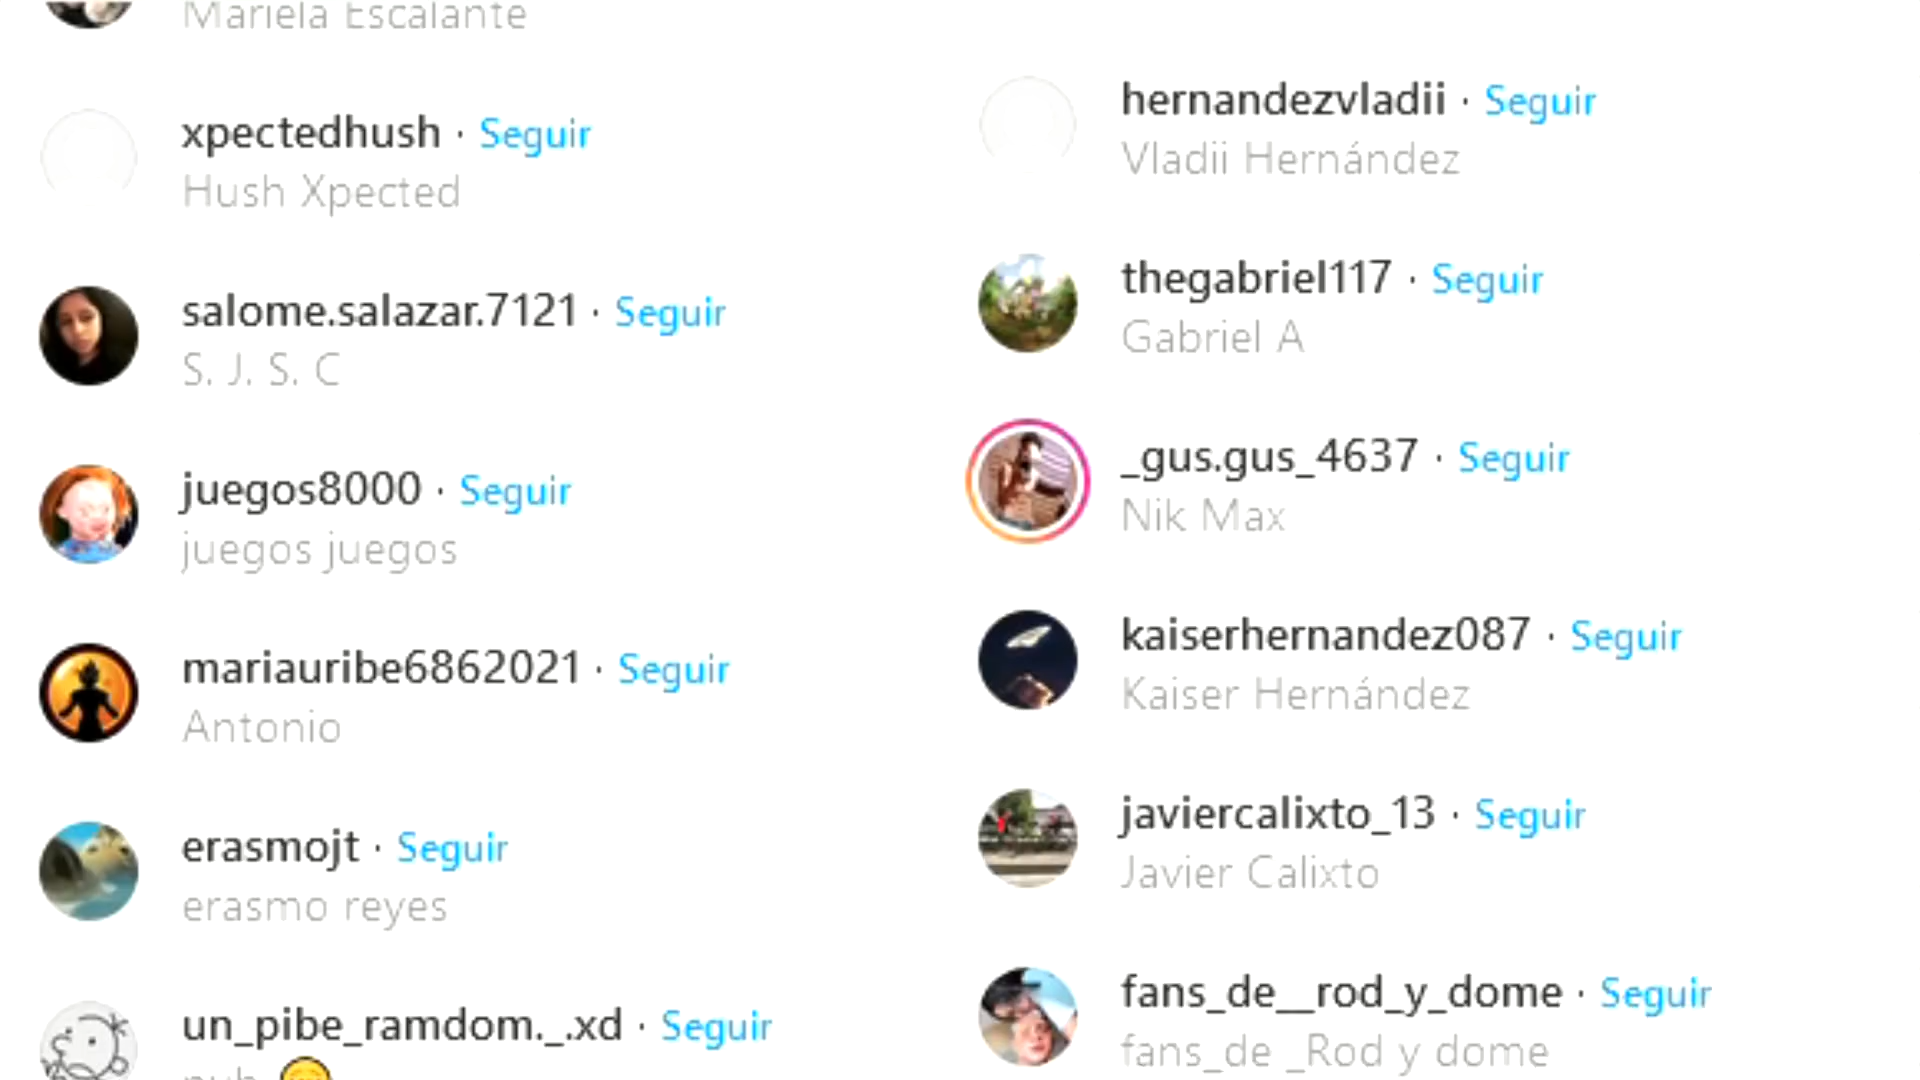 Mariela Escalante
xpectedhush · Seguir
Hush Xpected
salome.salazar.7121 · Seguir
S. J. S. C
juegos8000 · Seguir
juegos juegos
mariauribe6862021 · Seguir
Antonio
erasmojt · Seguir
erasmo reyes
un_pibe_ramdom._.xd · Seguir
hernandezvladii · Seguir
Vladii Hernández
thegabriel117 · Seguir
Gabriel A
_gus.gus_4637 · Seguir
Nik Max
kaiserhernandez087 · Seguir
Kaiser Hernández
javiercalixto_13 · Seguir
Javier Calixto
fans_de__rod_y_dome · Seguir
fans_de _Rod y dome